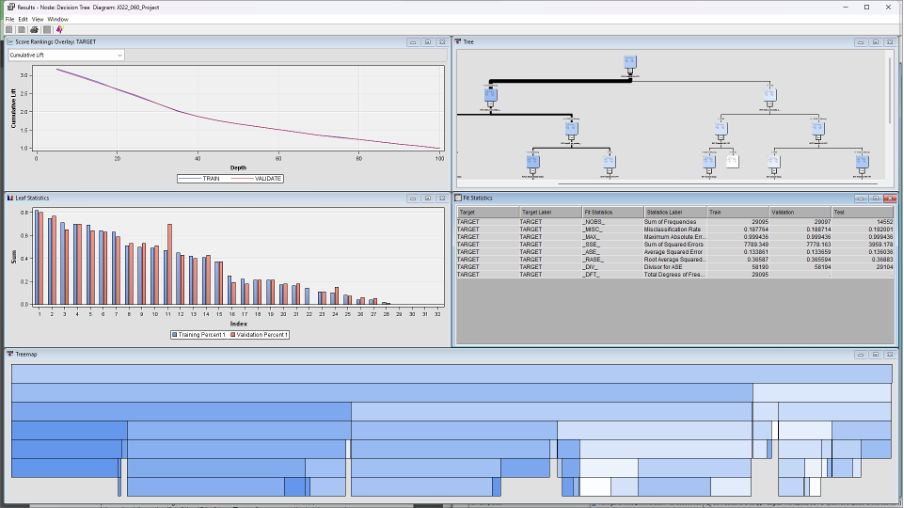 Results - Node: Decision Tree Diagram: J022_060_Project
File Edit View Window
Score Rankings Overlay: TARGET
Cumulative Lift
3.0
2.5
2.0
1.5
1.0
Cumulative Lift
0 20 40 60 80 100
Depth
TRAIN VALIDATE
Tree
Leaf Statistics
0.8
0.6
0.4
0.2
0.0
Sum
1 2 3 4 5 6 7 8 9 10 11 12 13 14 15 16 17 18 19 20 21 22 23 24 25 26 27 28 31 32
Index
Training Percent 1 Validation Percent 1
Fit Statistics
Target Target Label Fit Statistics Statistics Label Train Validation Test
TARGET TARGET _NOBS_ Sum of Frequencies 29095 29097 14552
TARGET TARGET _MISC_ Misclassification Rate 0.187764 0.188714 0.192001
TARGET TARGET _MAX_ Maximum Absolute Err... 0.999436 0.999436 0.999436
TARGET TARGET _SSE_ Sum of Squared Errors 7789.349 7778.163 3959.178
TARGET TARGET _ASE_ Average Squared Error 0.133861 0.133659 0.136036
TARGET TARGET _RASE_ Root Average Squared... 0.36587 0.365594 0.36883
TARGET TARGET _DIV_ Divisor for ASE 58190 58194 29104
TARGET TARGET _DFT_ Total Degrees of Free... 29095
Treemap